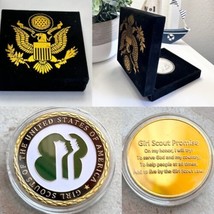 GIRL SCOUTS OF THE UNITED STATES OF AMERICA
Girl Scout Promise
On my honor, I will try:
To serve God and my country,
To help people at all times,
And to live by the Girl Scout Law.